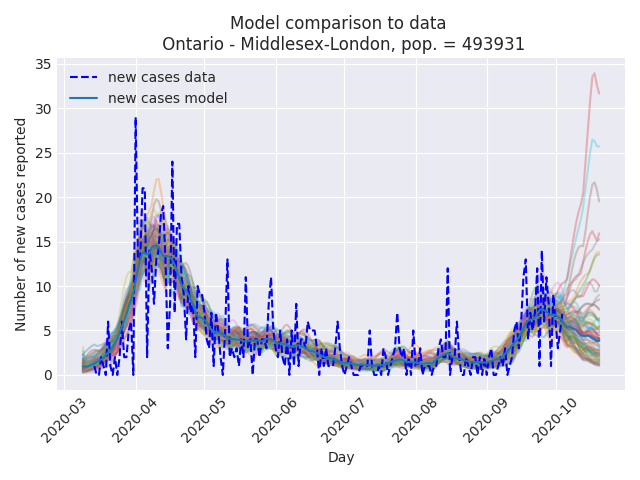 Model comparison to data
Ontario - Middlesex-London, pop. = 493931
new cases data
new cases model
Number of new cases reported
35
30
25
20
15
10
5
0
2020-03
2020-04
2020-05
2020-06
2020-07
2020-08
2020-09
2020-10
Day